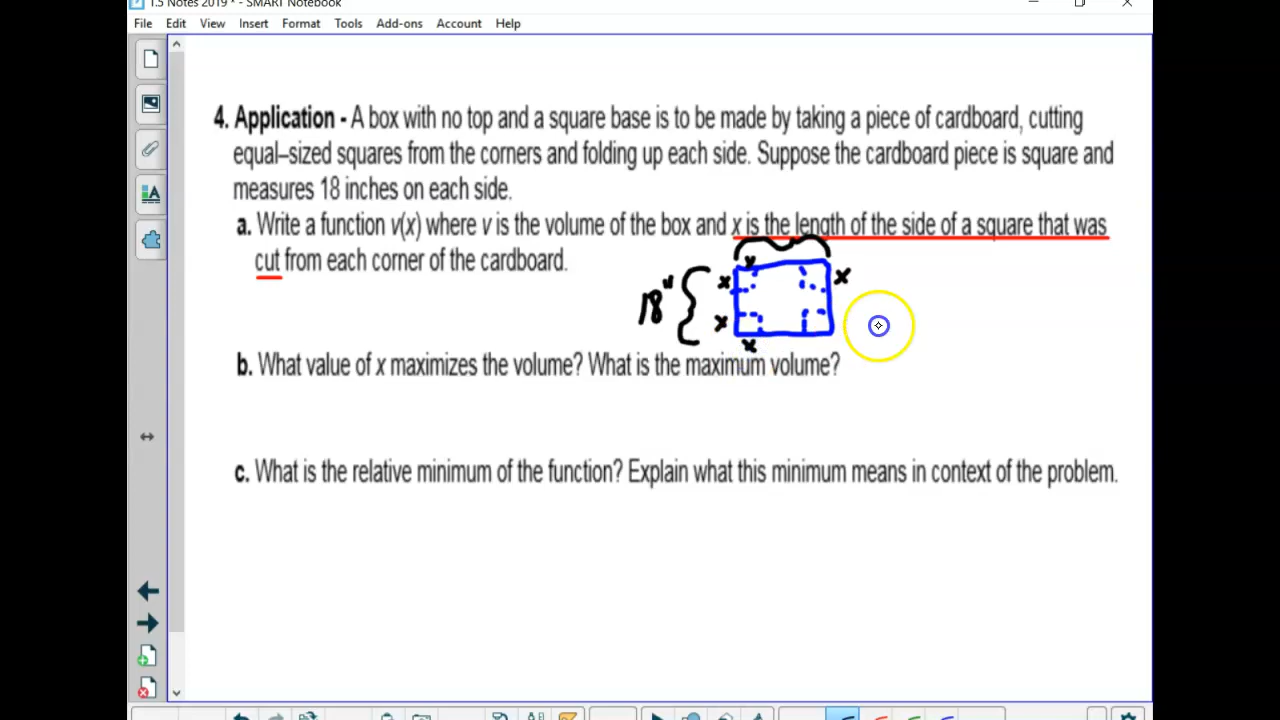 1.5 Notes 2019 * - SMART Notebook
File Edit View Insert Format Tools Add-ons Account Help
4. Application - A box with no top and a square base is to be made by taking a piece of cardboard, cutting
equal–sized squares from the corners and folding up each side. Suppose the cardboard piece is square and
measures 18 inches on each side.
a. Write a function v(x) where v is the volume of the box and x is the length of the side of a square that was
cut from each corner of the cardboard.
x
x x
18"
x
x
b. What value of x maximizes the volume? What is the maximum volume?
c. What is the relative minimum of the function? Explain what this minimum means in context of the problem.